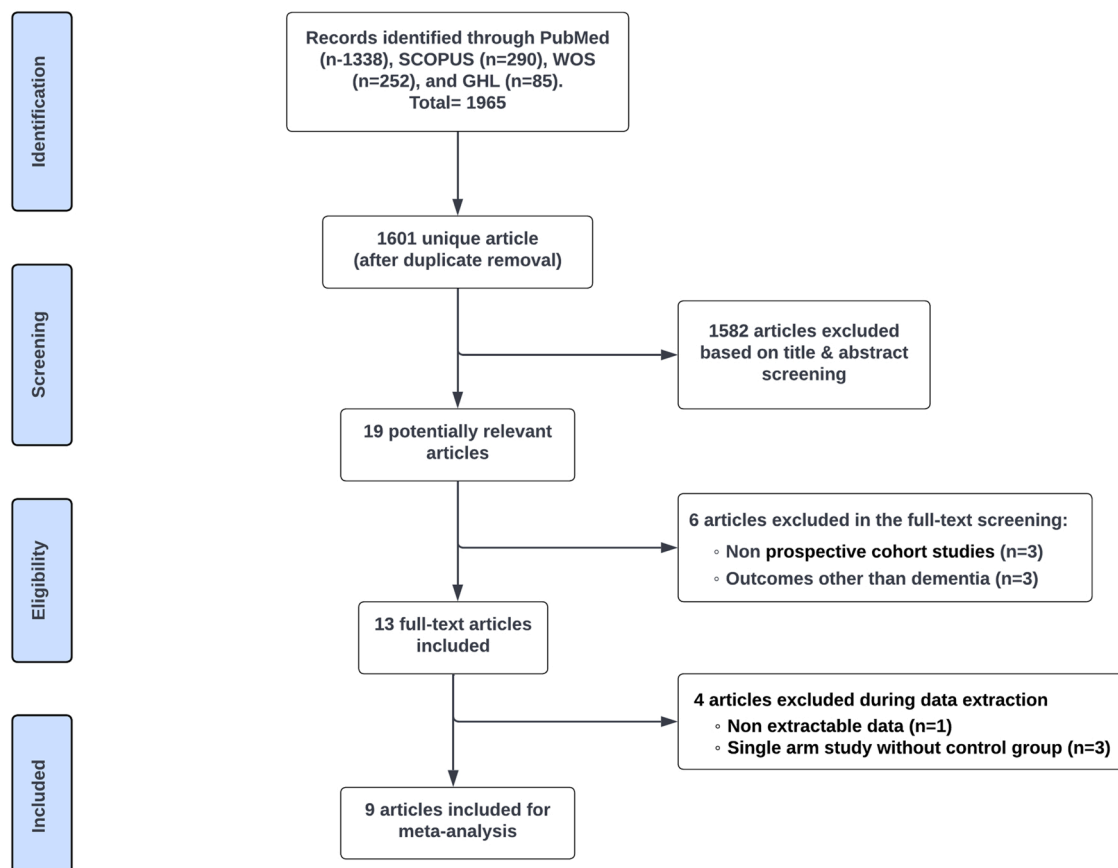 Identification
Records identified through PubMed
(n-1338), SCOPUS (n=290), WOS
(n=252), and GHL (n=85).
Total= 1965
1601 unique article
(after duplicate removal)
Screening
1582 articles excluded
based on title & abstract
screening
19 potentially relevant
articles
Eligibility
6 articles excluded in the full-text screening:
◦ Non prospective cohort studies (n=3)
◦ Outcomes other than dementia (n=3)
13 full-text articles
included
Included
4 articles excluded during data extraction
◦ Non extractable data (n=1)
◦ Single arm study without control group (n=3)
9 articles included for
meta-analysis